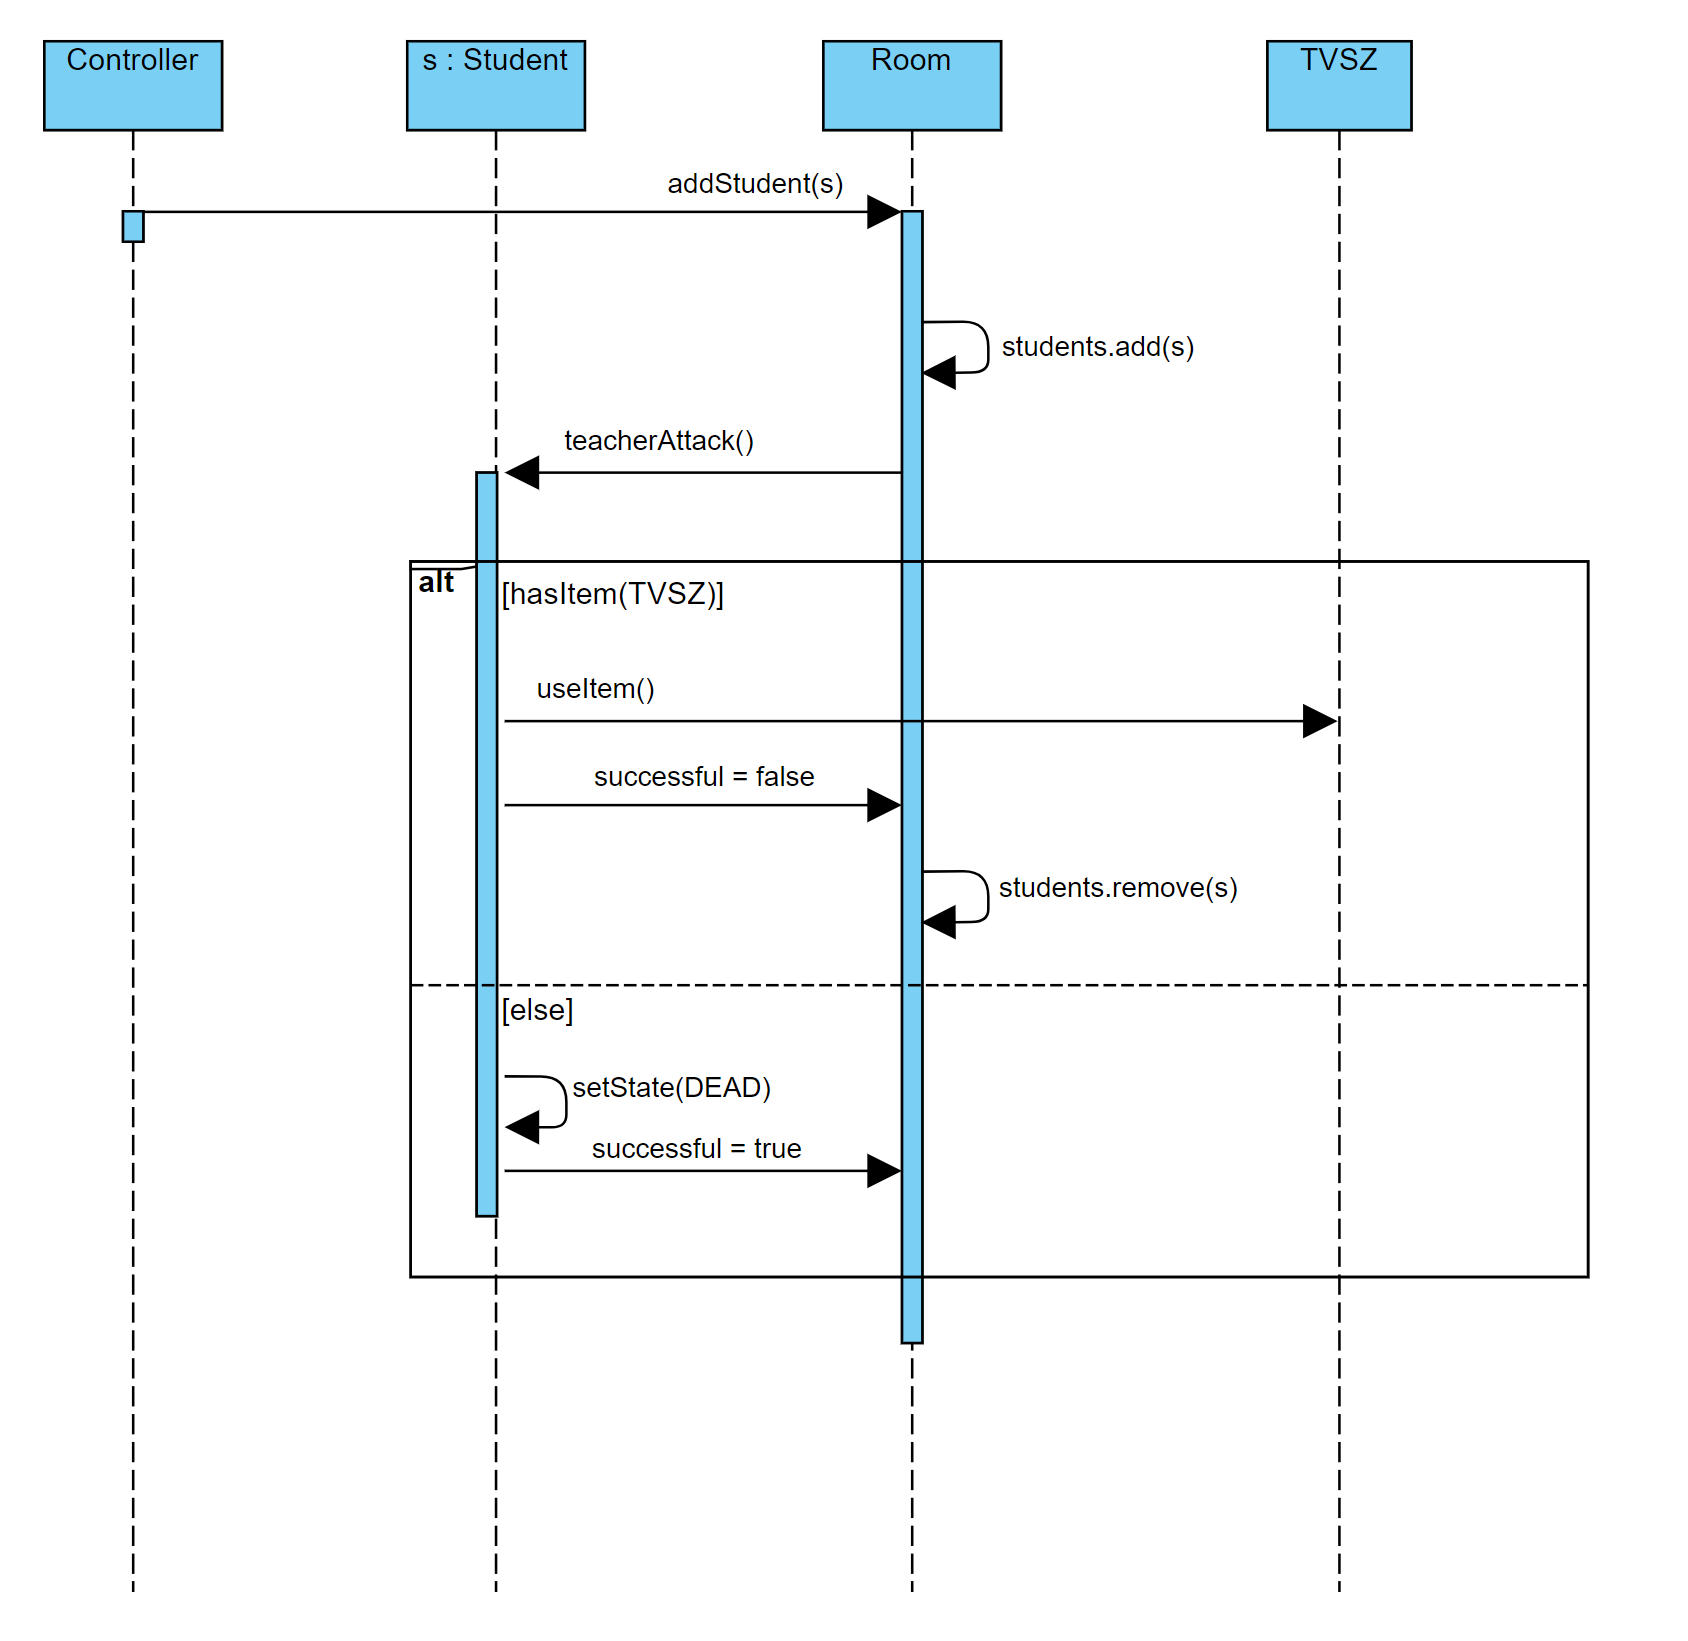 Controller
s : Student
Room
TVSZ
addStudent(s)
students.add(s)
teacherAttack()
alt
[hasItem(TVSZ)]
useItem()
successful = false
students.remove(s)
[else]
setState(DEAD)
successful = true